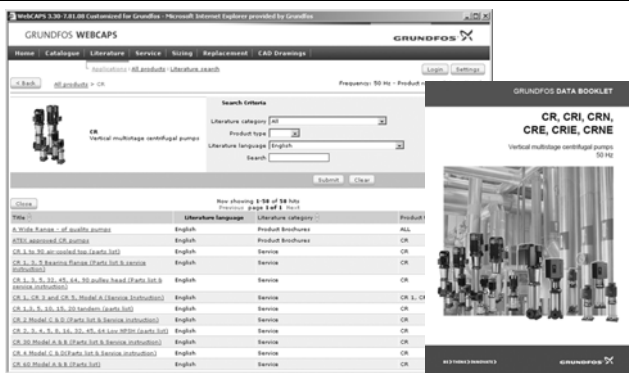 WebCAPS 3.30-7.01.08 Customized for Grundfos - Microsoft Internet Explorer provided by Grundfos
GRUNDFOS WEBCAPS
GRUNDFOS
Home Catalogue Literature Service Sizing Replacement CAD Drawings
Applications · All products · Literature search
Login Settings
< Back All products > CR
Frequency: 50 Hz - Product
Search Criteria
CR
Vertical multistage centrifugal pumps
Literature category All
Product type
Literature language English
Search
Submit Clear
Close
Now showing 1-58 of 58 hits
Previous page 1 of 1 Next
Title Literature language Literature category Product
A Wide Range - of quality pumps English Product Brochures ALL
ATEX approved CR pumps English Product Brochures CR
CR 1 to 90 air-cooled top (parts list) English Service CR
CR 1, 3, 5 Bearing flange (Parts list & service instruction) English Service CR
CR 1, 3, 5, 32, 45, 64, 90 pulley head (Parts list & service instruction) English Service CR
CR 1, CR 3 and CR 5, Model A (Service Instruction) English Service CR 1, CR
CR 1,3, 5, 10, 15, 20 tandem (parts list) English Service CR
CR 2 Model C & D (Parts list & Service instruction) English Service CR
CR 2, 3, 4, 5, 8, 16, 32, 45, 64 Low NPSH (parts list) English Service CR
CR 30 Model A & B (Parts list & Service instruction) English Service CR
CR 4 Model C & D(Parts list & Service instruction) English Service CR
CR 60 Model A & B (Parts list) English Service CR
GRUNDFOS DATA BOOKLET
CR, CRI, CRN,
CRE, CRIE, CRNE
Vertical multistage centrifugal pumps
50 Hz
BE > THINK > INNOVATE >
GRUNDFOS